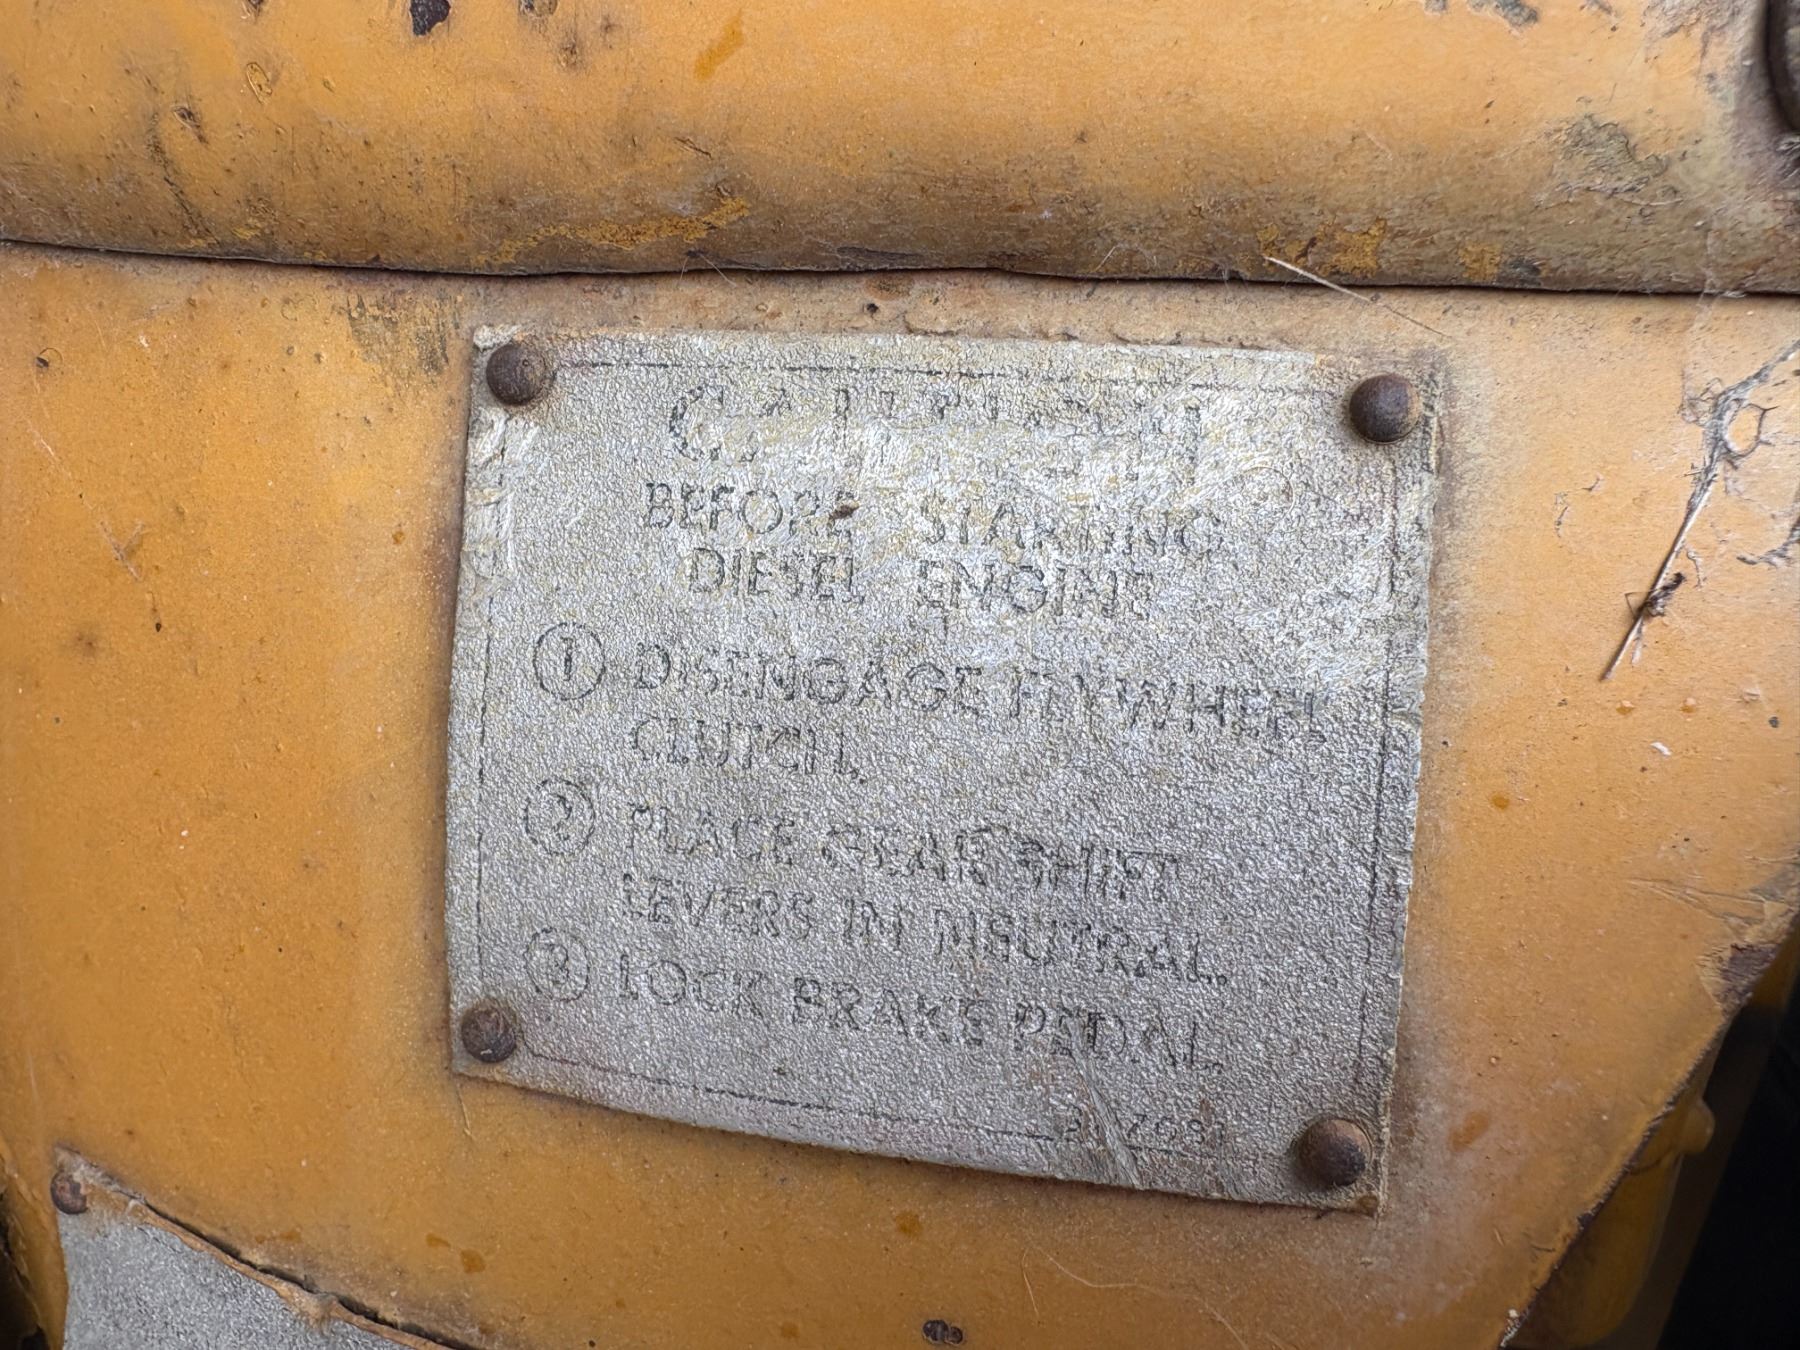 CAUTION
BEFORE STARTING
DIESEL ENGINE
① DISENGAGE FLYWHEEL
CLUTCH.
② PLACE GEAR SHIFT
LEVERS IN NEUTRAL.
③ LOCK BRAKE PEDAL.